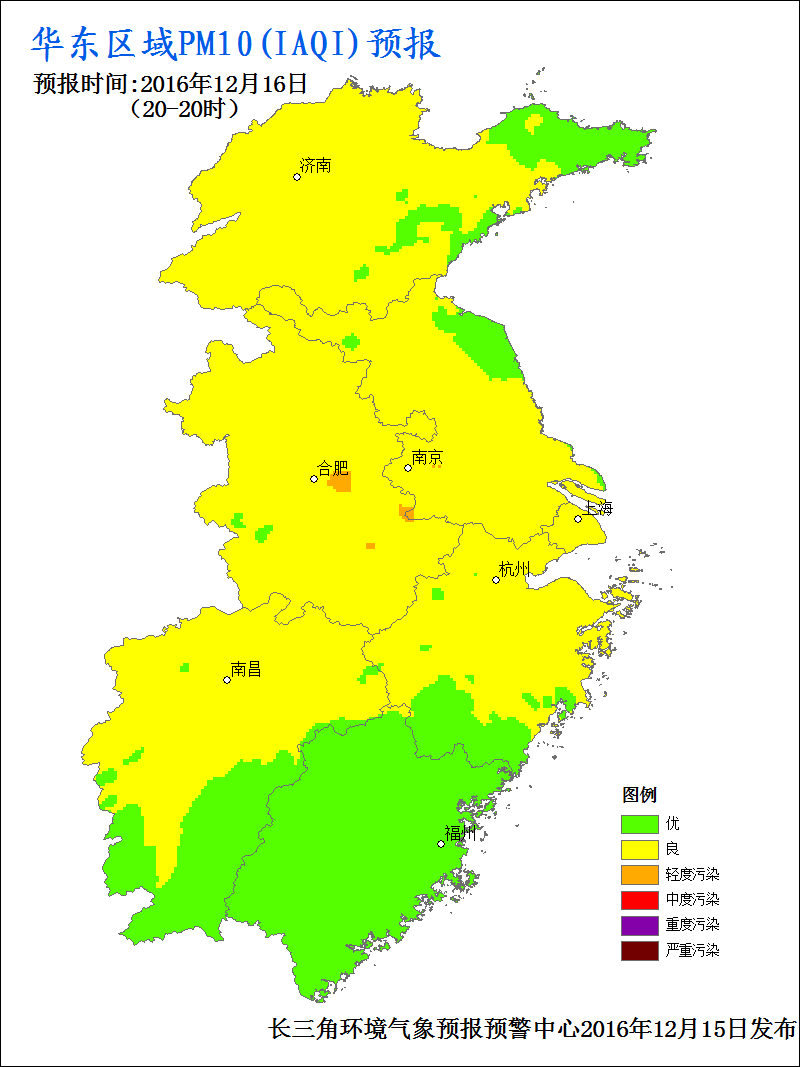 华东区域PM10(IAQI)预报
预报时间:2016年12月16日
（20-20时）
济南
南京
合肥
上海
杭州
南昌
福州
图例
优
良
轻度污染
中度污染
重度污染
严重污染
长三角环境气象预报预警中心2016年12月15日发布